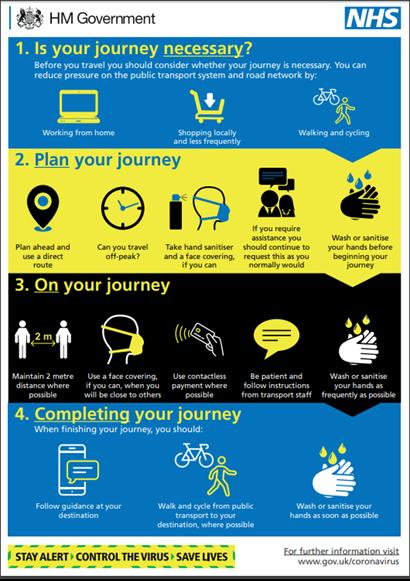 HM Government
NHS
1. Is your journey necessary?
Before you travel you should consider whether your journey is necessary. You can
reduce pressure on the public transport system and road network by:
Working from home
Shopping locally
and less frequently
Walking and cycling
2. Plan your journey
Plan ahead and
use a direct
route
Can you travel
off-peak?
Take hand sanitiser
and a face covering,
if you can
If you require
assistance you
should continue to
request this as you
normally would
Wash or sanitise
your hands before
beginning your
journey
3. On your journey
2 m
Maintain 2 metre
distance where
possible
Use a face covering,
if you can, when you
will be close to others
Use contactless
payment where
possible
Be patient and
follow instructions
from transport staff
Wash or sanitise
your hands as
frequently as possible
4. Completing your journey
When finishing your journey, you should:
Follow guidance at your
destination
Walk and cycle from public
transport to your
destination, where possible
Wash or sanitise your
hands as soon as possible
STAY ALERT CONTROL THE VIRUS SAVE LIVES
For further information visit
www.gov.uk/coronavirus